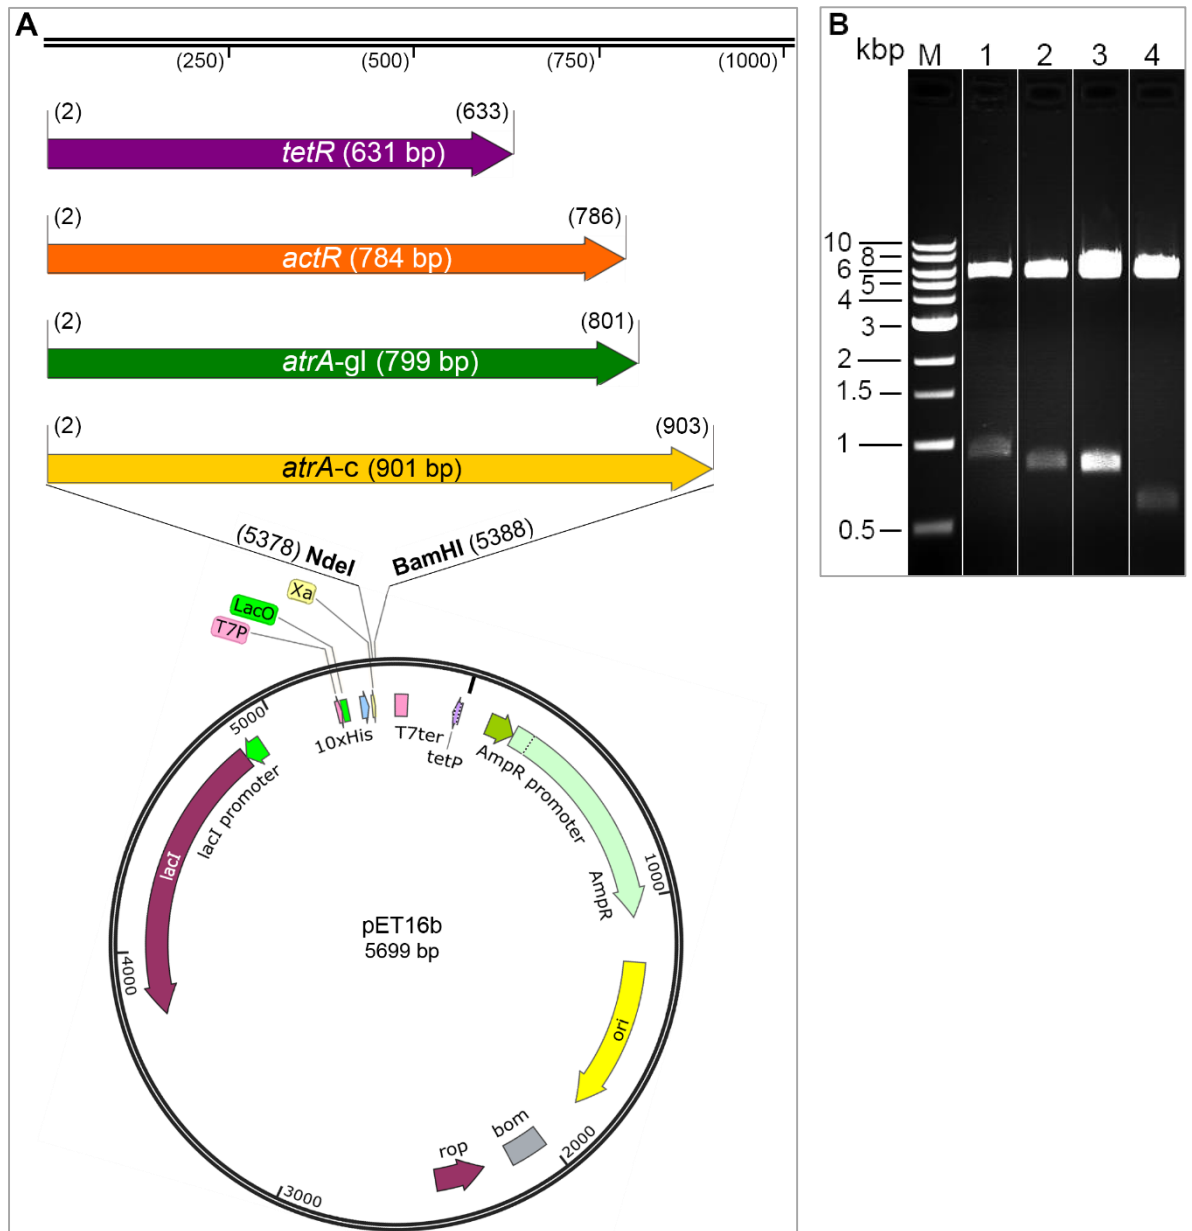 A
(250)
(500)
(750)
(1000)
(2)
(633)
tetR (631 bp)
(2)
(786)
actR (784 bp)
(2)
(801)
atrA-gl (799 bp)
(2)
(903)
atrA-c (901 bp)
(5378) NdeI
BamHI (5388)
Xa
LacO
T7P
5000
10xHis
T7ter
tetP
AmpR promoter
lacI promoter
lacI
AmpR
1000
pET16b
5699 bp
4000
ori
bom
rop
2000
3000
B
kbp M 1 2 3 4
10
8
6
5
4
3
2
1.5
1
0.5